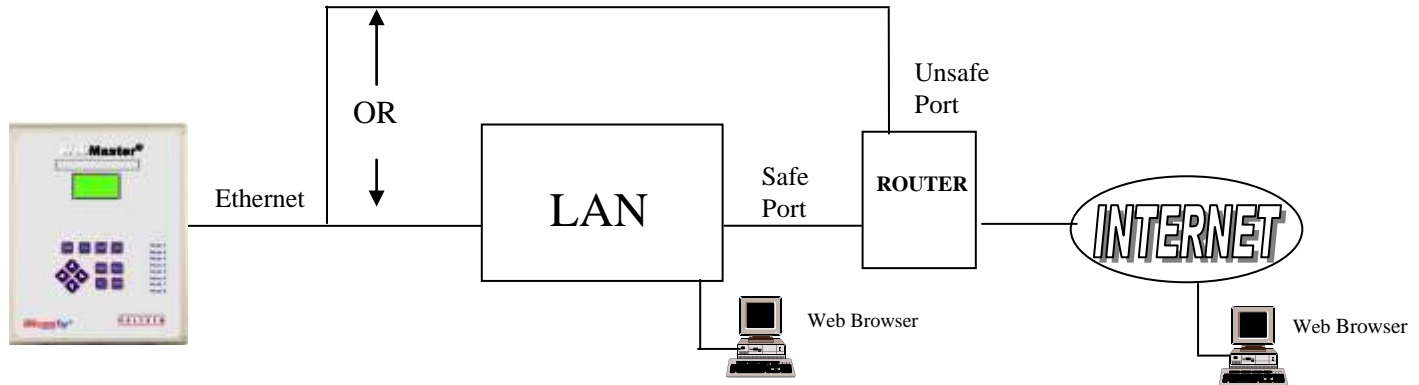 Unsafe
Port
OR
Master®
Ethernet
LAN
Safe
Port
ROUTER
INTERNET
Web Browser
Web Browser